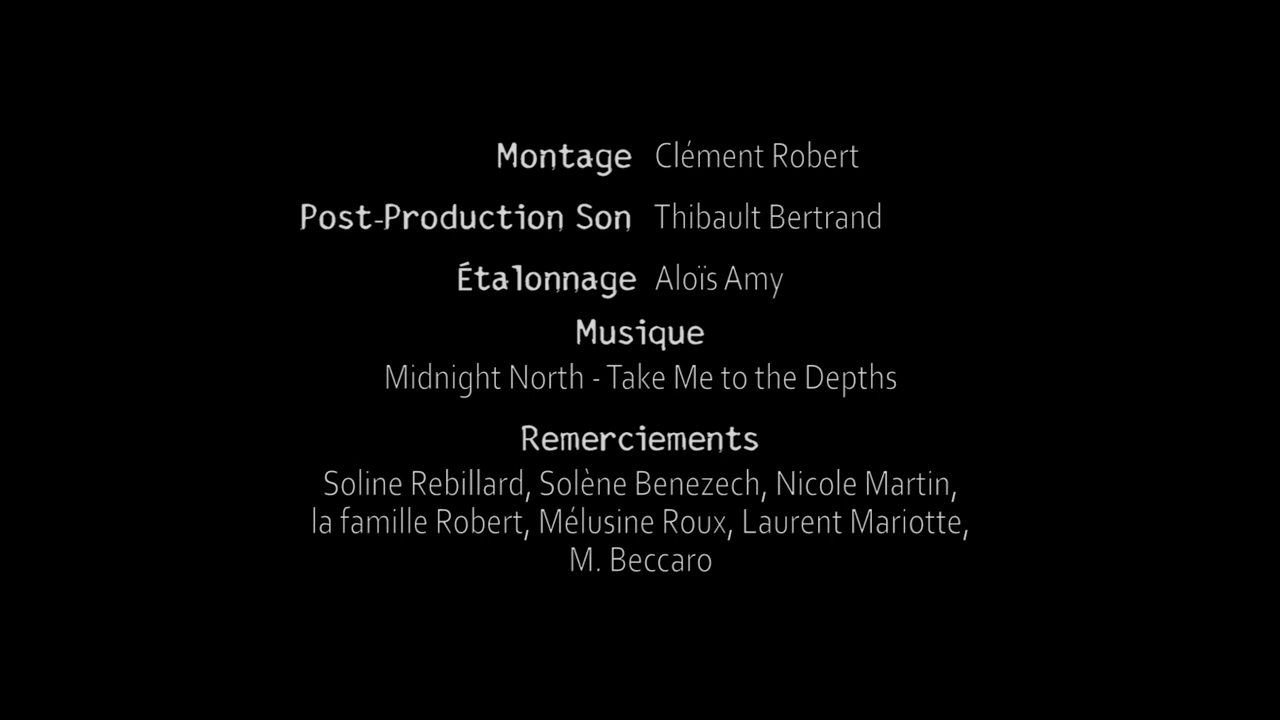 Montage Clément Robert
Post-Production Son Thibault Bertrand
Étalonnage Aloïs Amy
Musique
Midnight North - Take Me to the Depths
Remerciements
Soline Rebillard, Solène Benezech, Nicole Martin,
la famille Robert, Mélusine Roux, Laurent Mariotte,
M. Beccaro